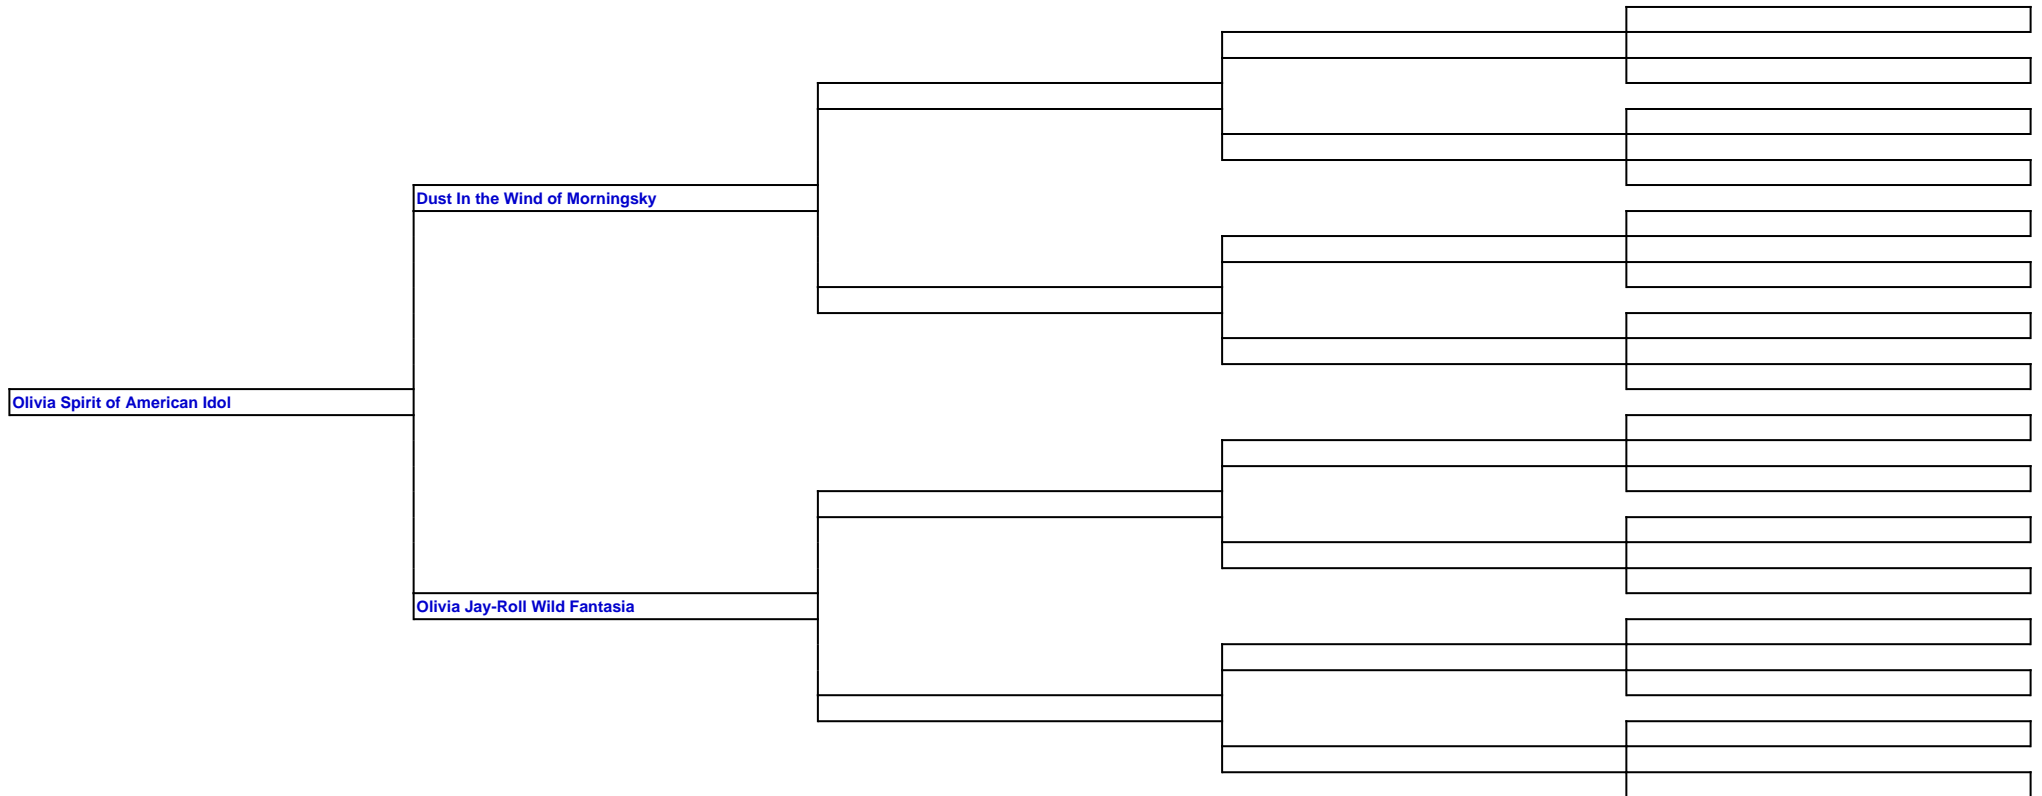 Dust In the Wind of Morningsky
Olivia Spirit of American Idol
Olivia Jay-Roll Wild Fantasia